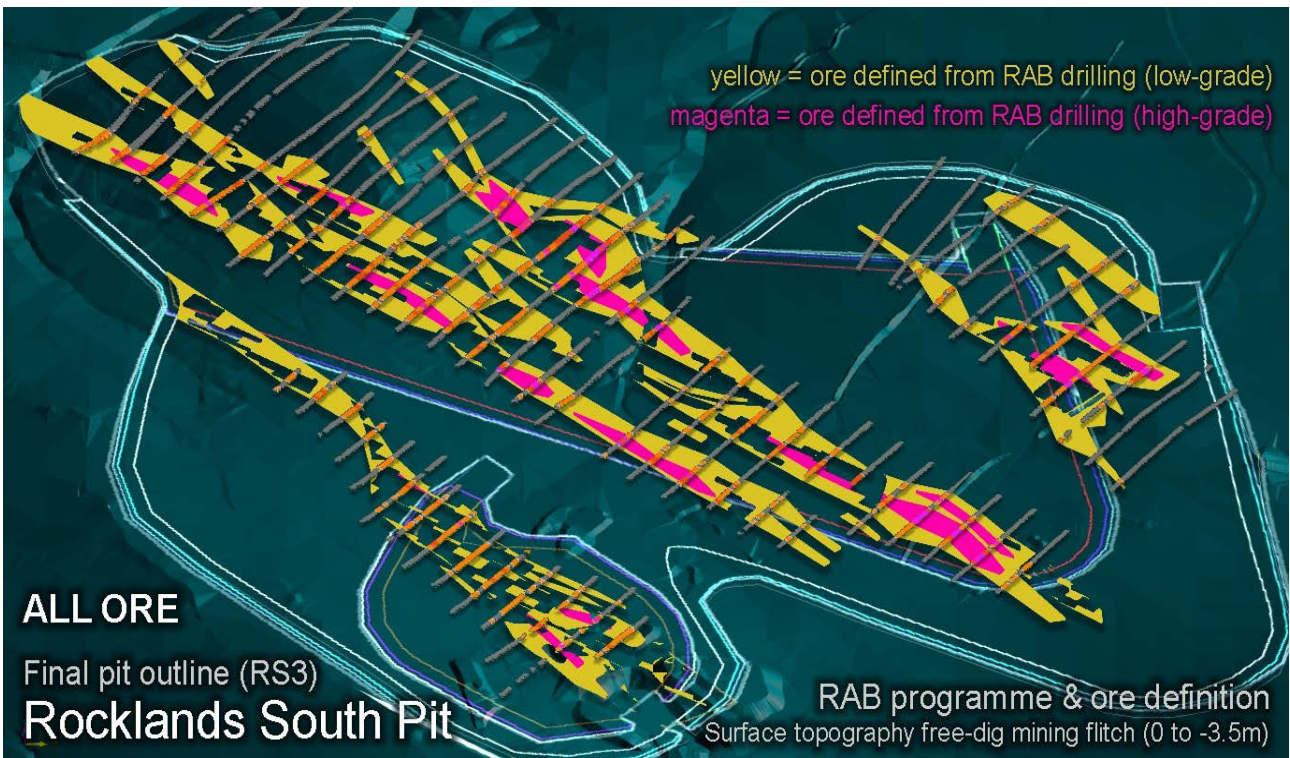 yellow = ore defined from RAB drilling (low-grade)
magenta = ore defined from RAB drilling (high-grade)
ALL ORE
Final pit outline (RS3)
Rocklands South Pit
RAB programme & ore definition
Surface topography free-dig mining flitch (0 to -3.5m)